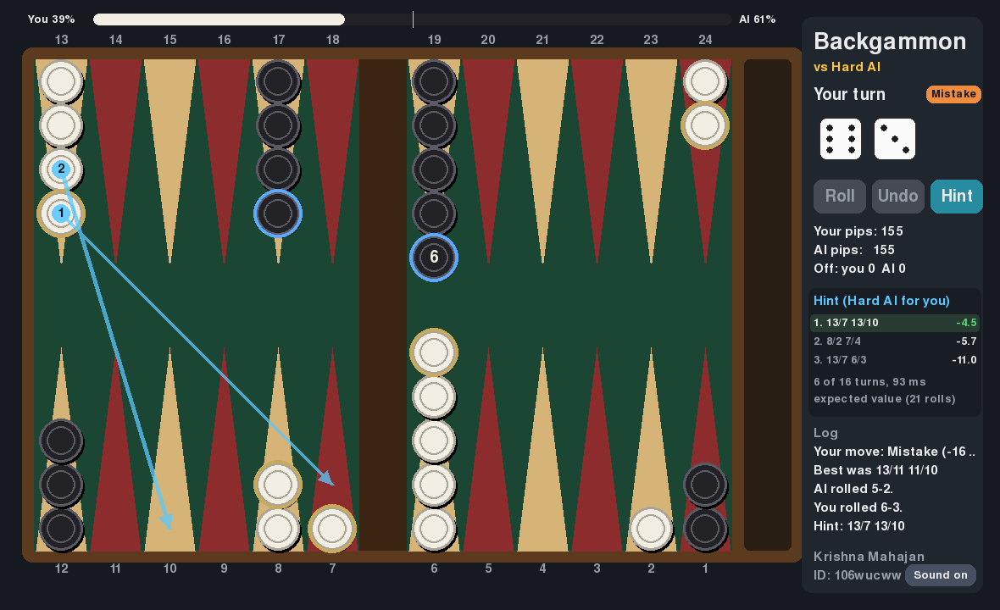 You 39%
AI 61%
13 14 15 16 17 18 19 20 21 22 23 24
2
1
6
12 11 10 9 8 7 6 5 4 3 2 1
Backgammon
vs Hard AI
Your turn
Mistake
Roll Undo Hint
Your pips: 155
AI pips: 155
Off: you 0 AI 0
Hint (Hard AI for you)
1. 13/7 13/10 -4.5
2. 8/2 7/4 -5.7
3. 13/7 6/3 -11.0
6 of 16 turns, 93 ms
expected value (21 rolls)
Log
Your move: Mistake (-16 ..
Best was 13/11 11/10
AI rolled 5-2.
You rolled 6-3.
Hint: 13/7 13/10
Krishna Mahajan
ID: 106wucww
Sound on